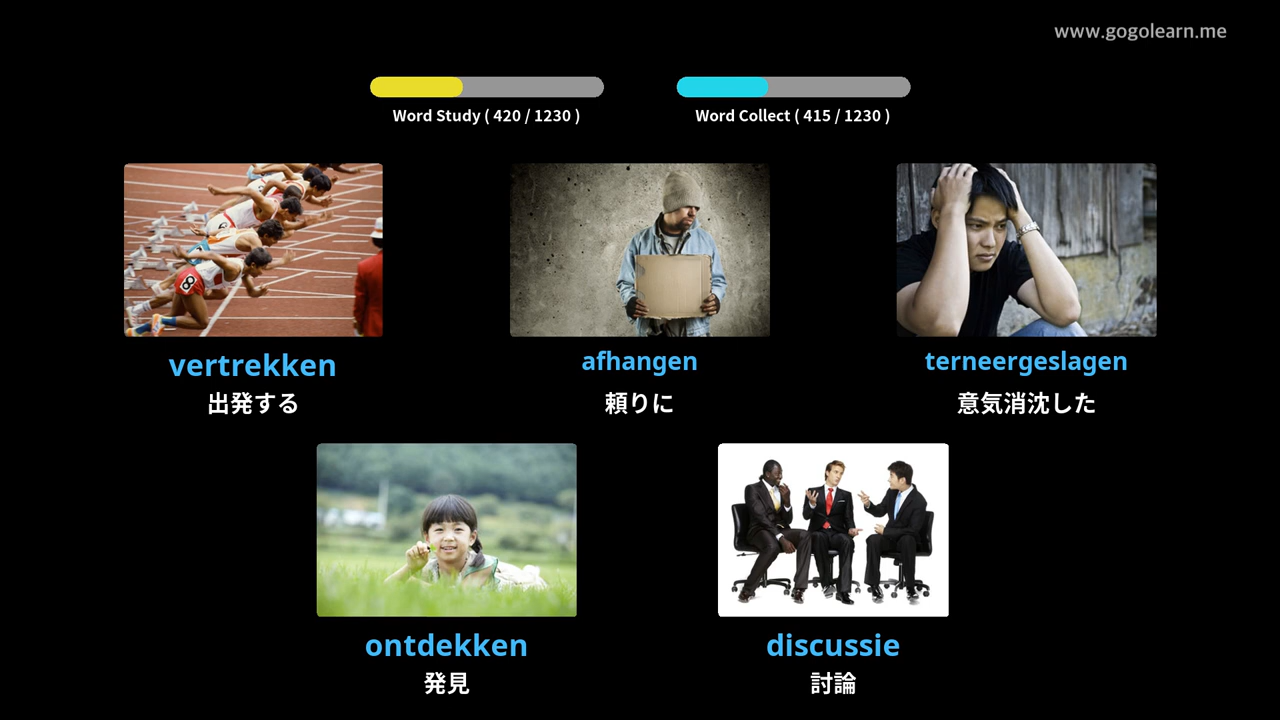 www.gogolearn.me
Word Study ( 420 / 1230 )
Word Collect ( 415 / 1230 )
8
vertrekken
afhangen
terneergeslagen
出発する
頼りに
意気消沈した
ontdekken
discussie
発見
討論